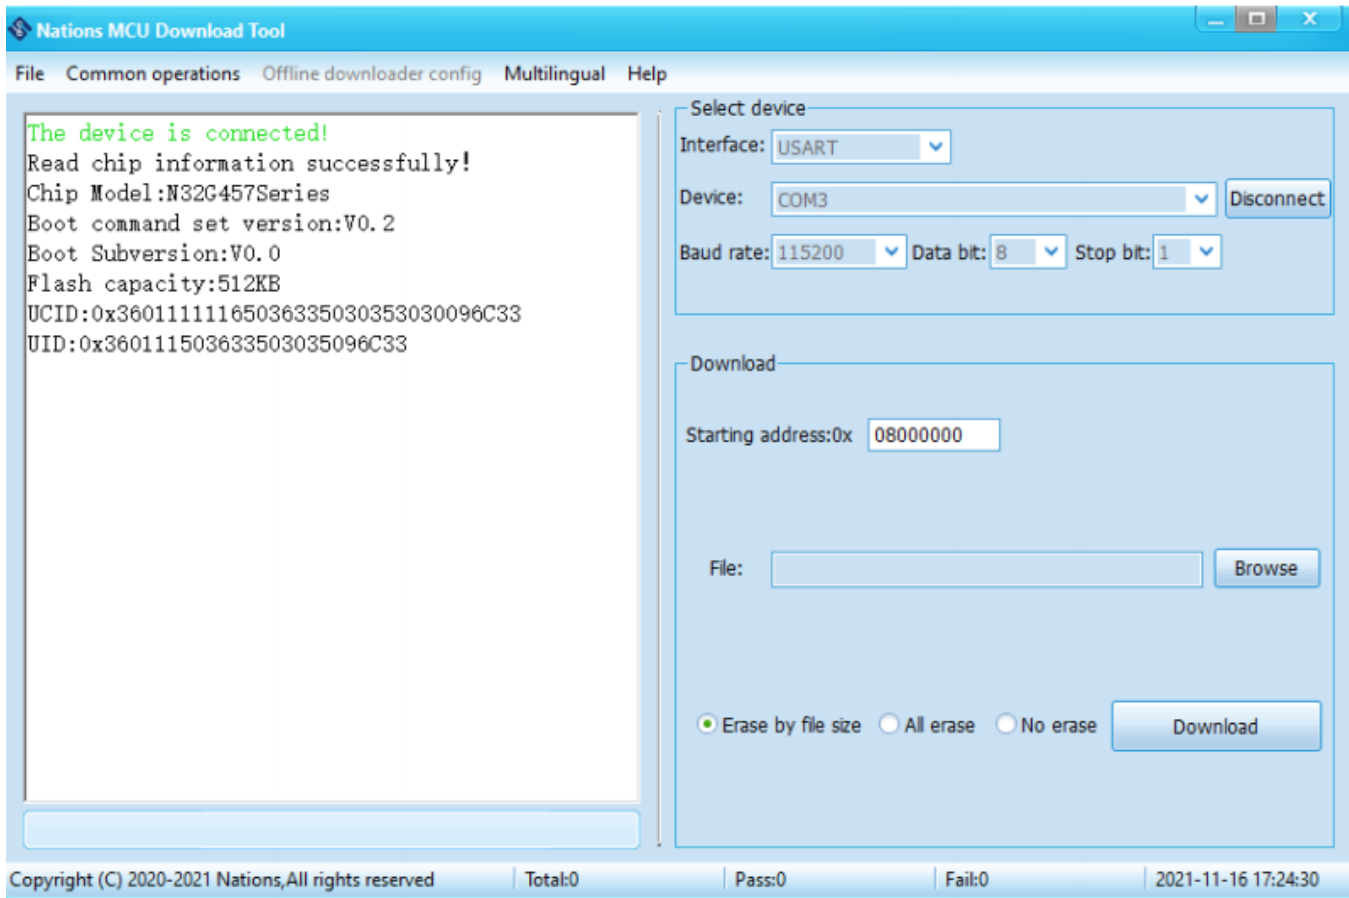 Nations MCU Download Tool
File Common operations Offline downloader config Multilingual Help
The device is connected!
Read chip information successfully!
Chip Model:N32G457Series
Boot command set version:V0.2
Boot Subversion:V0.0
Flash capacity:512KB
UCID:0x36011111165036335030353030096C33
UID:0x360111503633503035096C33
Select device
Interface: USART
Device: COM3 Disconnect
Baud rate: 115200 Data bit: 8 Stop bit: 1
Download
Starting address:0x 08000000
File: Browse
Erase by file size All erase No erase Download
Copyright (C) 2020-2021 Nations,All rights reserved Total:0 Pass:0 Fail:0 2021-11-16 17:24:30